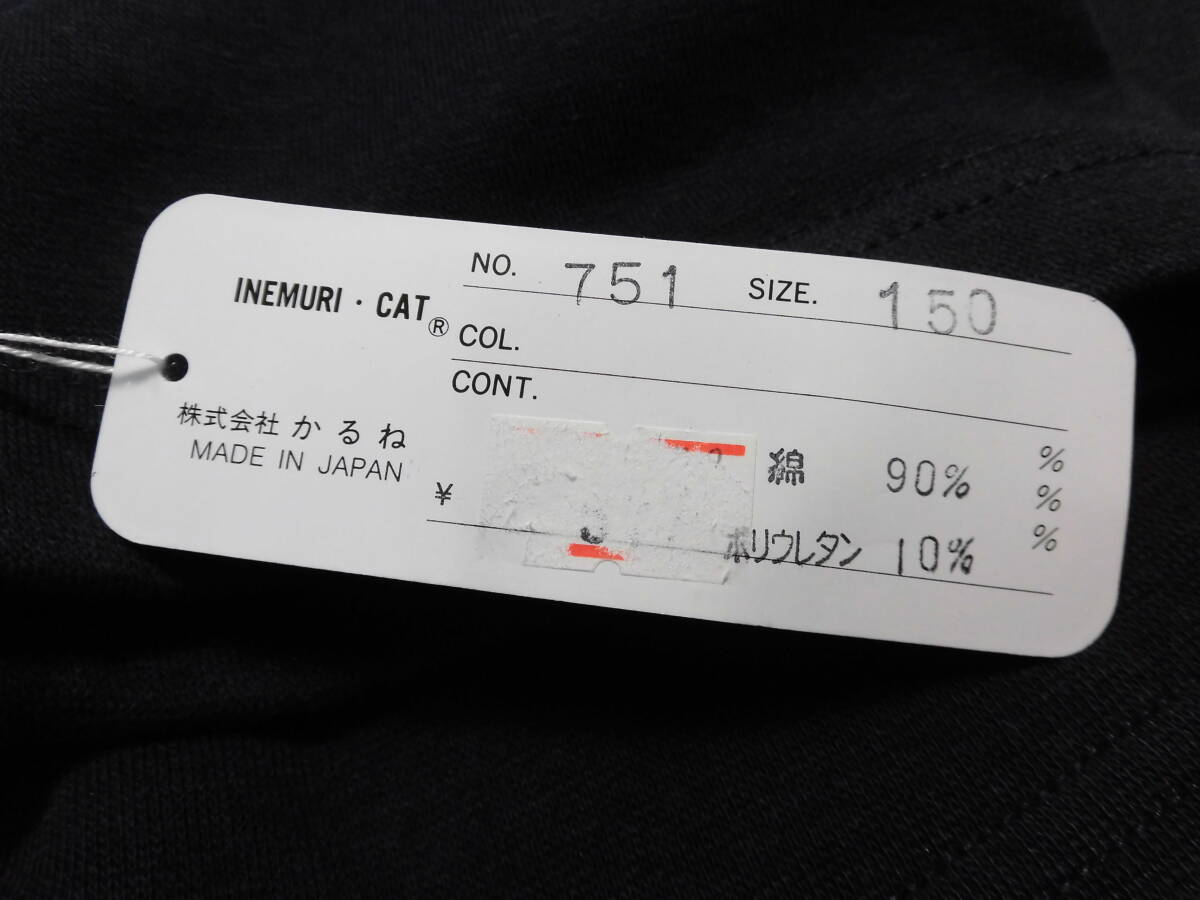 INEMURI · CAT®
株式会社 かるね
MADE IN JAPAN
NO. 751 SIZE. 150
COL.
CONT.
綿 90% %
%
ポリウレタン 10% %
¥